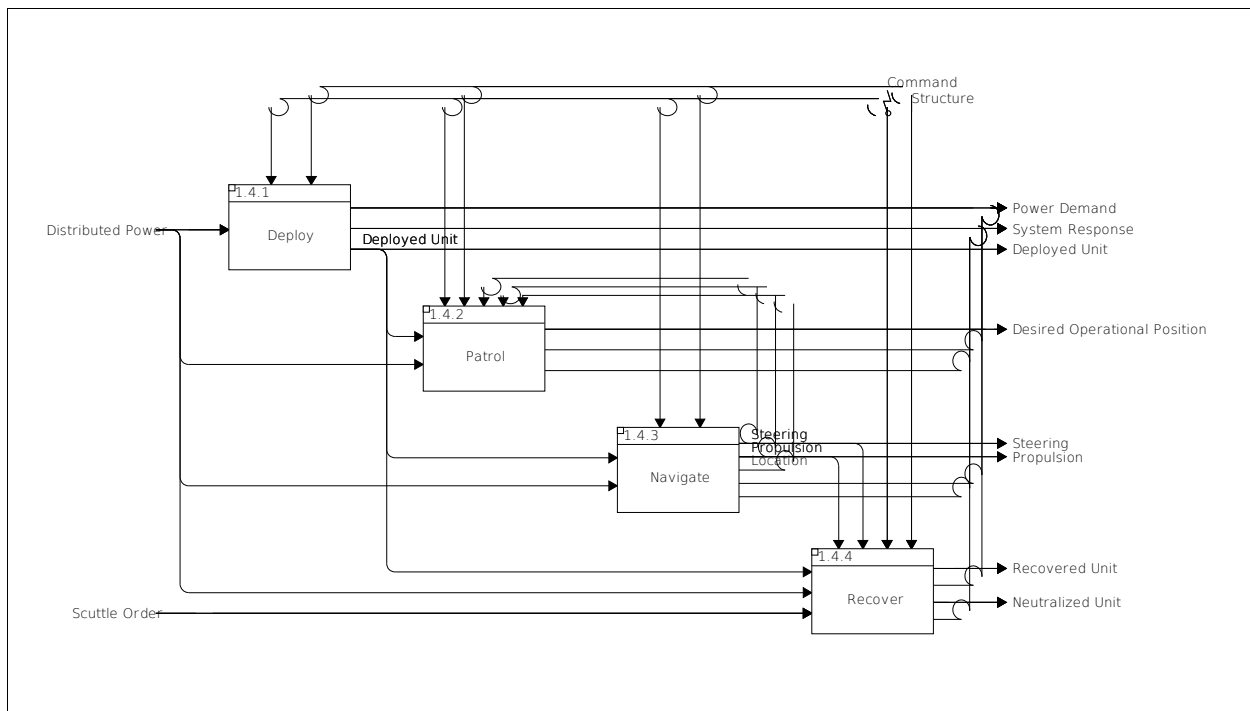 Command
Structure
1.4.1
Deploy
Distributed Power
Deployed Unit
Power Demand
System Response
Deployed Unit
1.4.2
Patrol
Desired Operational Position
1.4.3
Navigate
Steering
Propulsion
Location
Steering
Propulsion
1.4.4
Recover
Recovered Unit
Neutralized Unit
Scuttle Order